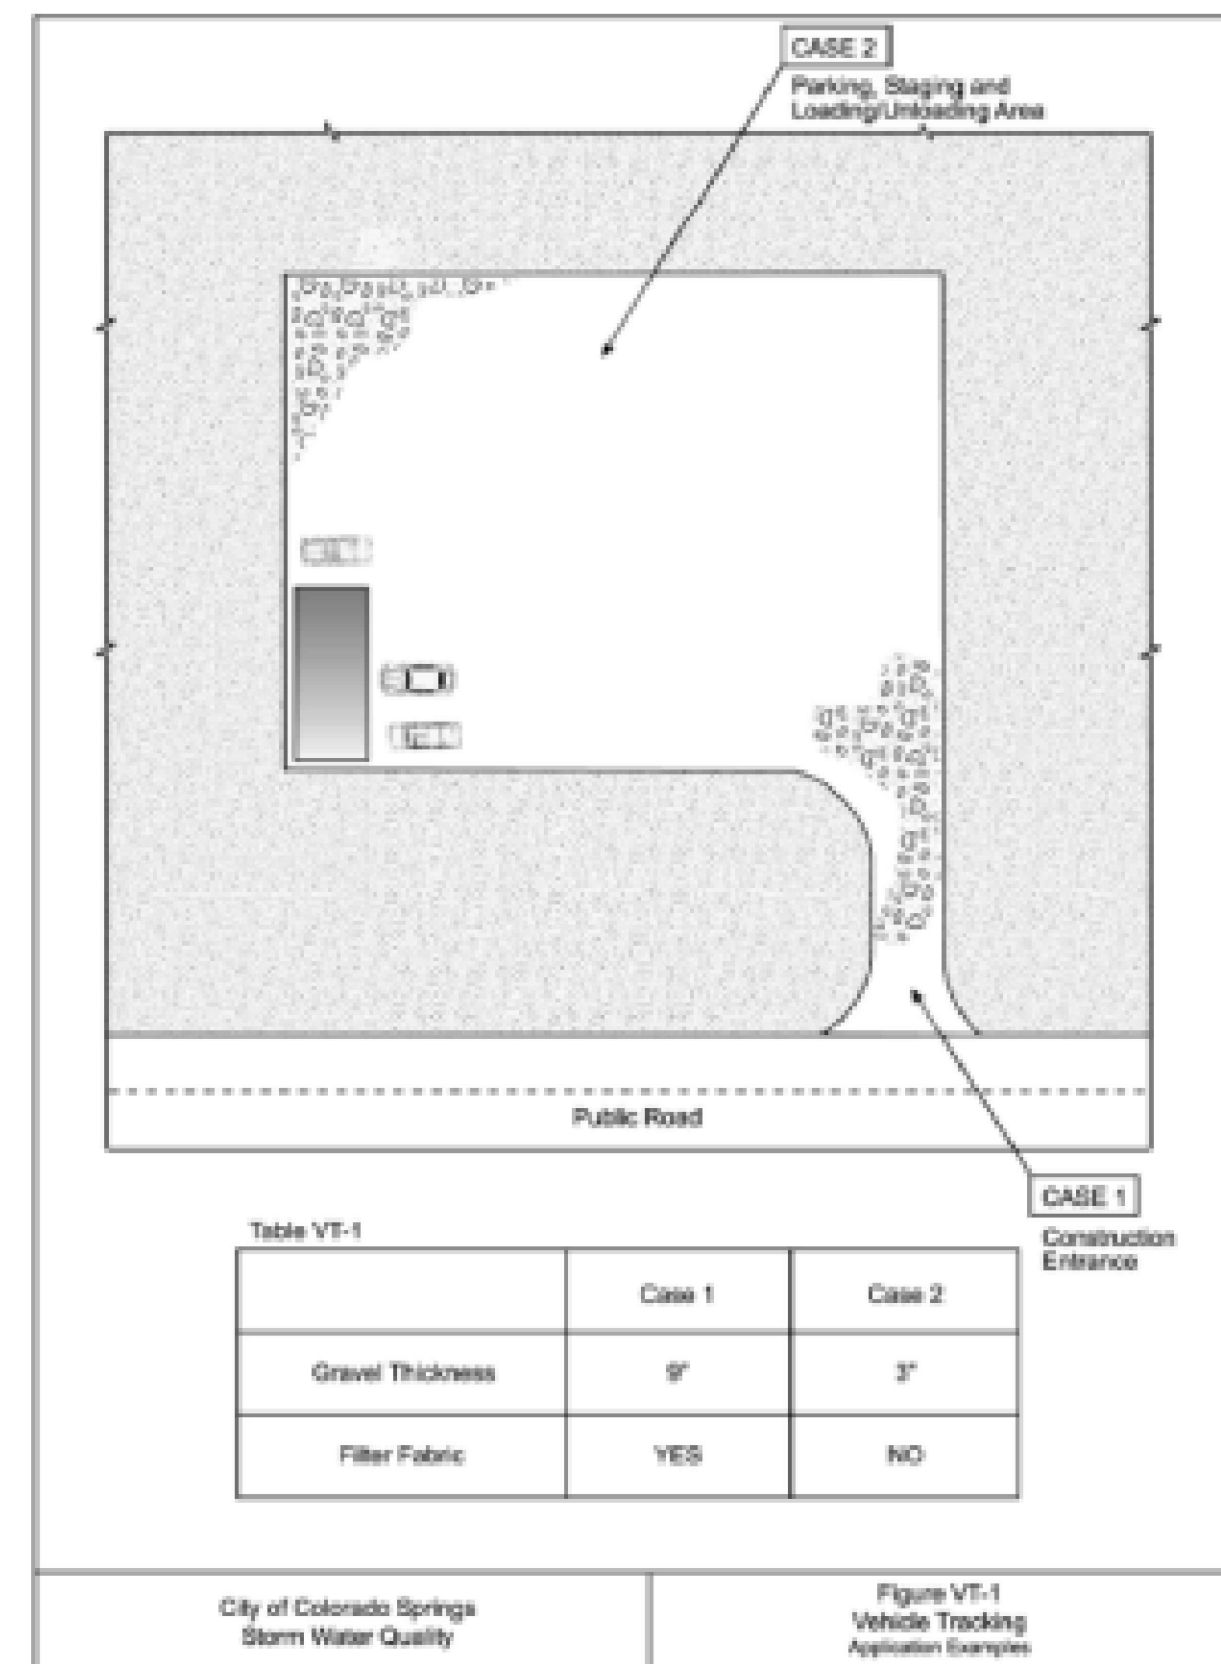 CASE 2
Parking, Staging and
Loading/Unloading Area
Public Road
CASE 1
Construction
Entrance
Table VT-1
Case 1 Case 2
Gravel Thickness 9" 3"
Filter Fabric YES NO
City of Colorado Springs
Storm Water Quality
Figure VT-1
Vehicle Tracking
Application Examples